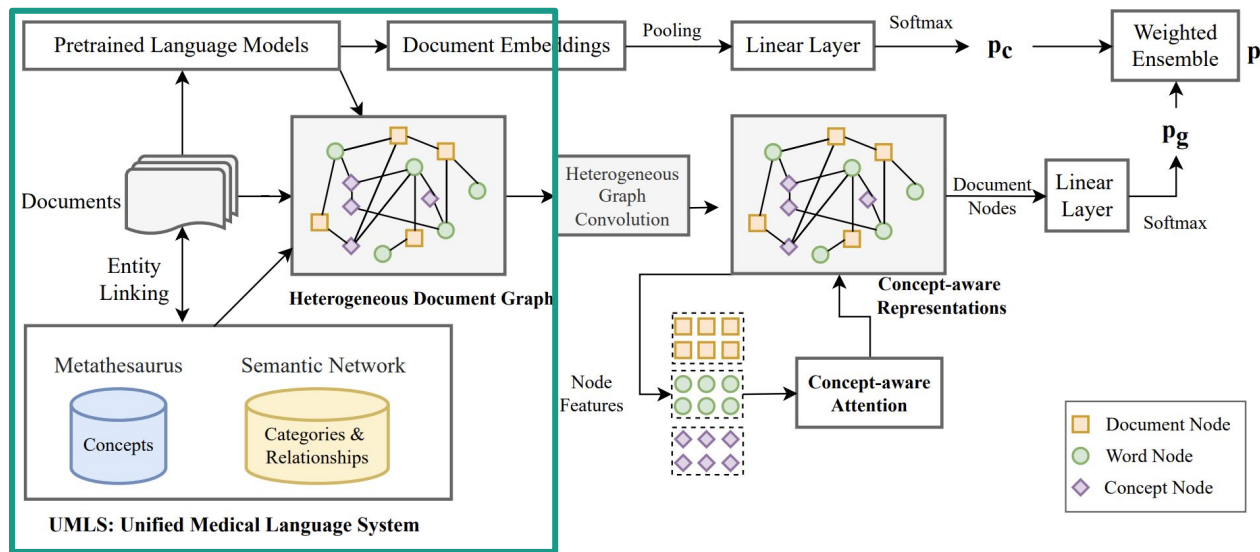 Pretrained Language Models
Document Embeddings
Pooling
Linear Layer
Softmax
pc
Weighted
Ensemble
p
Documents
Heterogeneous
Graph
Convolution
Document
Nodes
Linear
Layer
Softmax
pg
Entity
Linking
Heterogeneous Document Graph
Concept-aware
Representations
Metathesaurus
Semantic Network
Concepts
Categories &
Relationships
UMLS: Unified Medical Language System
Node
Features
Concept-aware
Attention
Document Node
Word Node
Concept Node